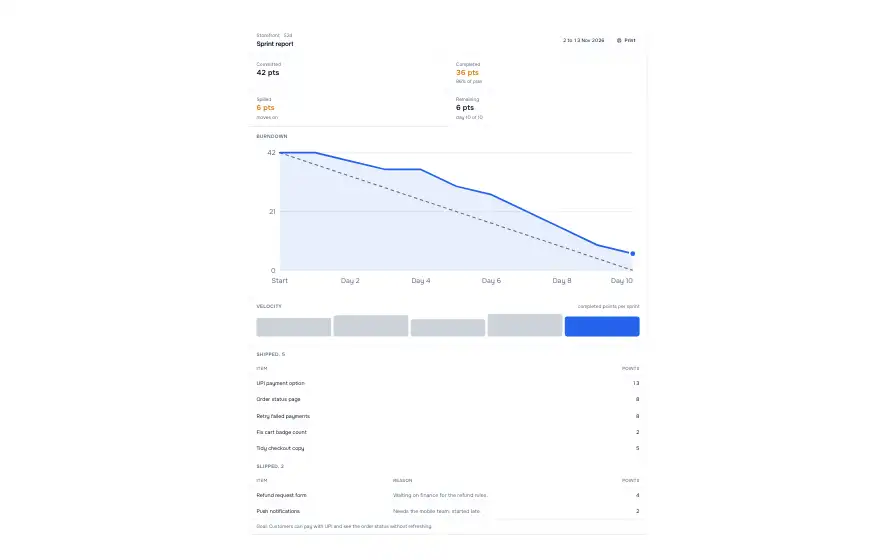 Storefront S24
Sprint report
2 to 13 Nov 2026
Print
Committed
42 pts
Completed
36 pts
86% of plan
Spilled
6 pts
moves on
Remaining
6 pts
day 10 of 10
BURNDOWN
42
21
0
Start Day 2 Day 4 Day 6 Day 8 Day 10
VELOCITY
completed points per sprint
SHIPPED. 5
ITEM POINTS
UPI payment option 13
Order status page 8
Retry failed payments 8
Fix cart badge count 2
Tidy checkout copy 5
SLIPPED. 2
ITEM REASON POINTS
Refund request form Waiting on finance for the refund rules. 4
Push notifications Needs the mobile team; started late. 2
Goal: Customers can pay with UPI and see the order status without refreshing.